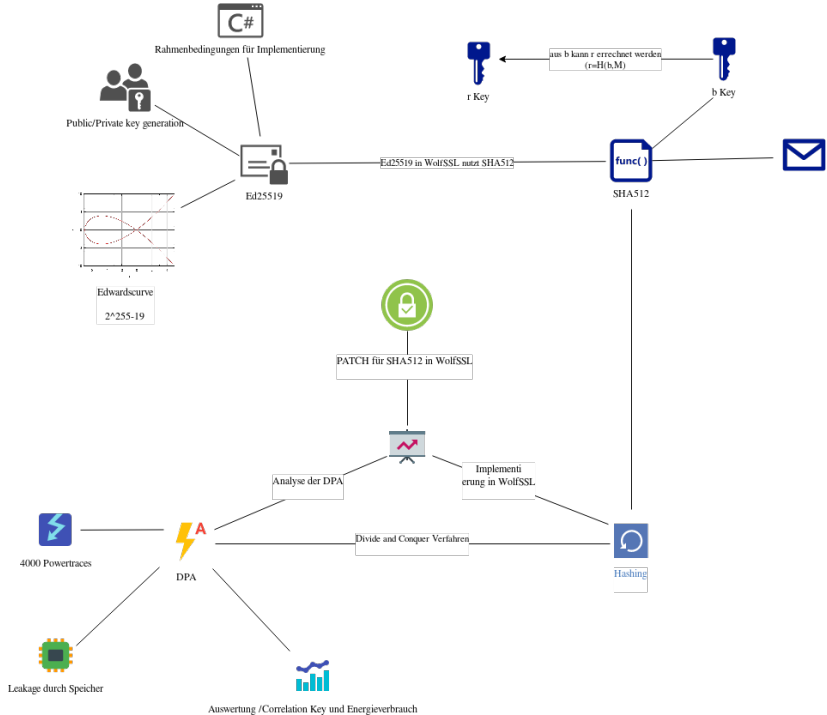 C#
Rahmenbedingungen für Implementierung
aus b kann r errechnet werden
(r=H(b,M)
r Key
b Key
Public/Private key generation
Ed25519 in WolfSSL nutzt SHA512
func( )
Ed25519
SHA512
Edwardscurve
2^255-19
PATCH für SHA512 in WolfSSL
Analyse der DPA
Implementi
erung in WolfSSL
A
Divide and Conquer Verfahren
4000 Powertraces
DPA
Hashing
Leakage durch Speicher
Auswertung /Correlation Key und Energieverbrauch